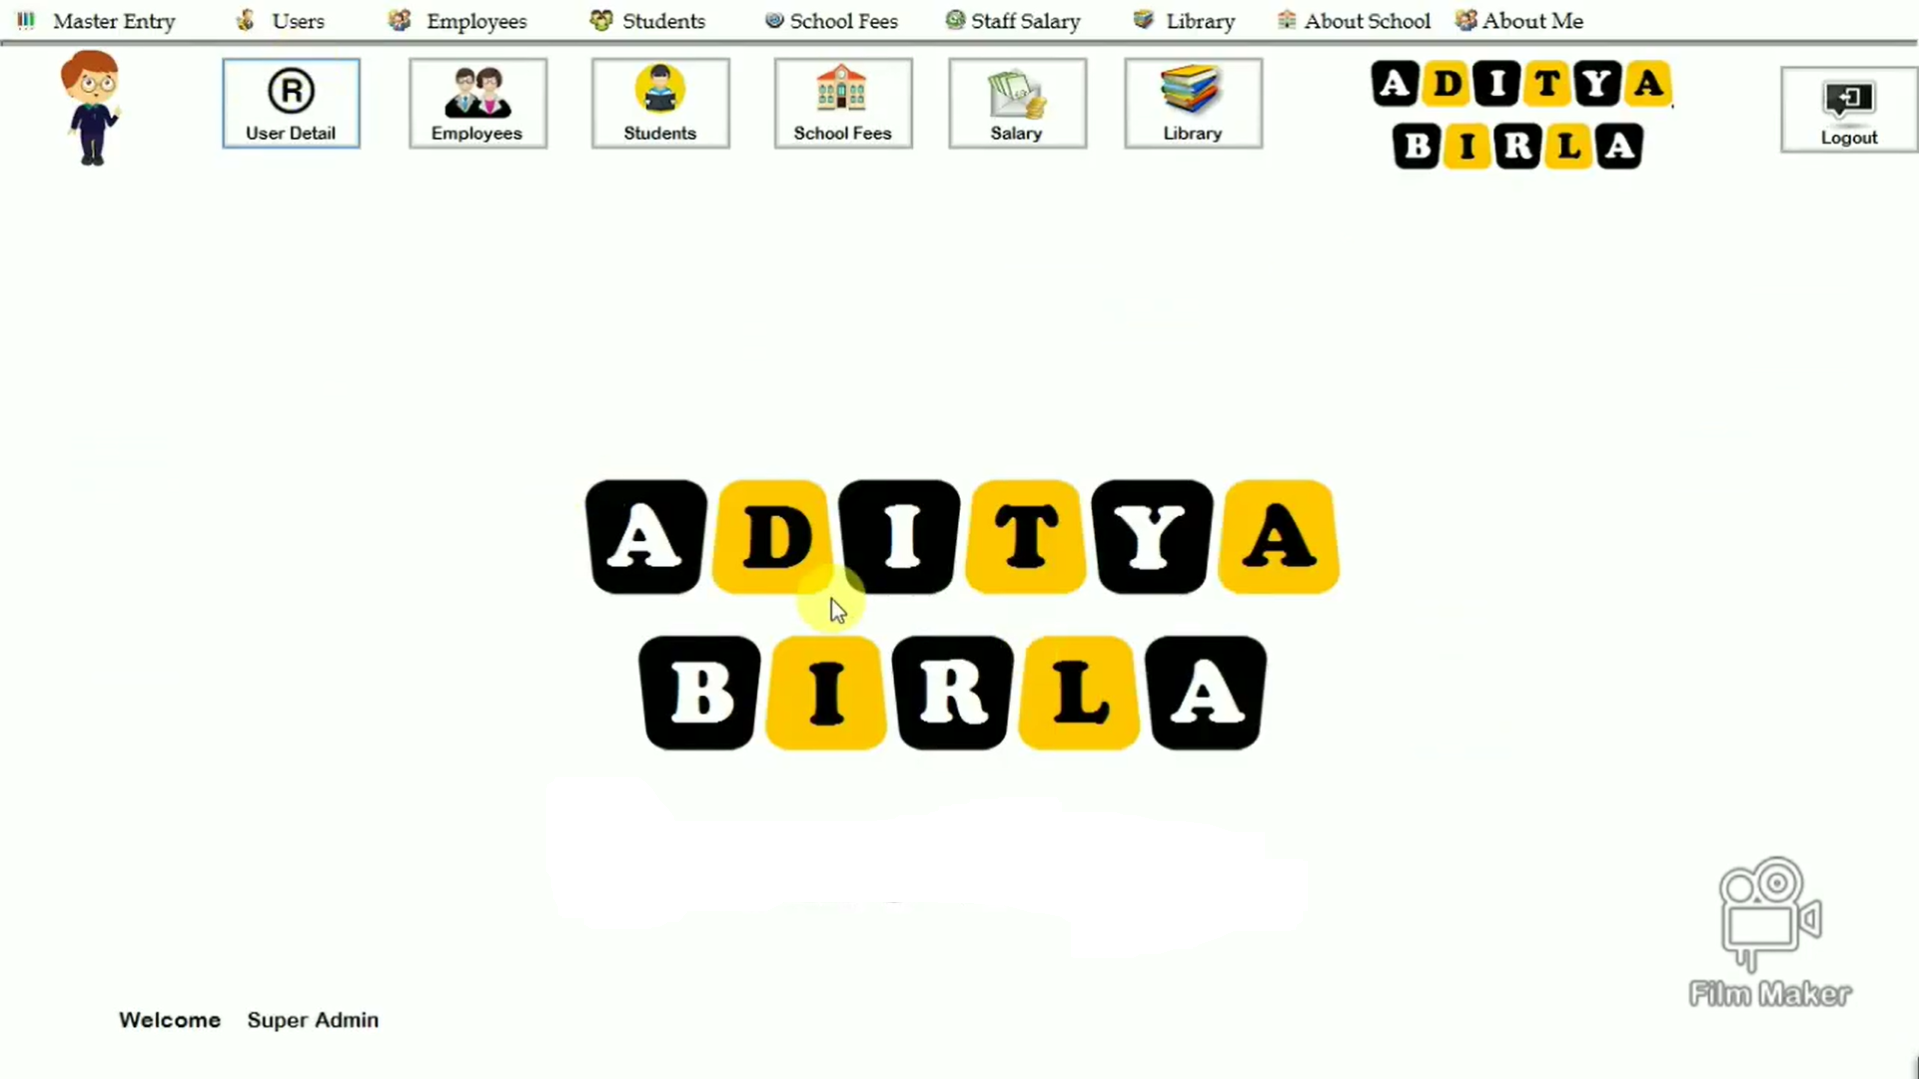 Master Entry Users Employees Students School Fees Staff Salary Library About School About Me
R
User Detail Employees Students School Fees Salary Library Logout
ADITYA
BIRLA
ADITYA
BIRLA
Film Maker
Welcome Super Admin